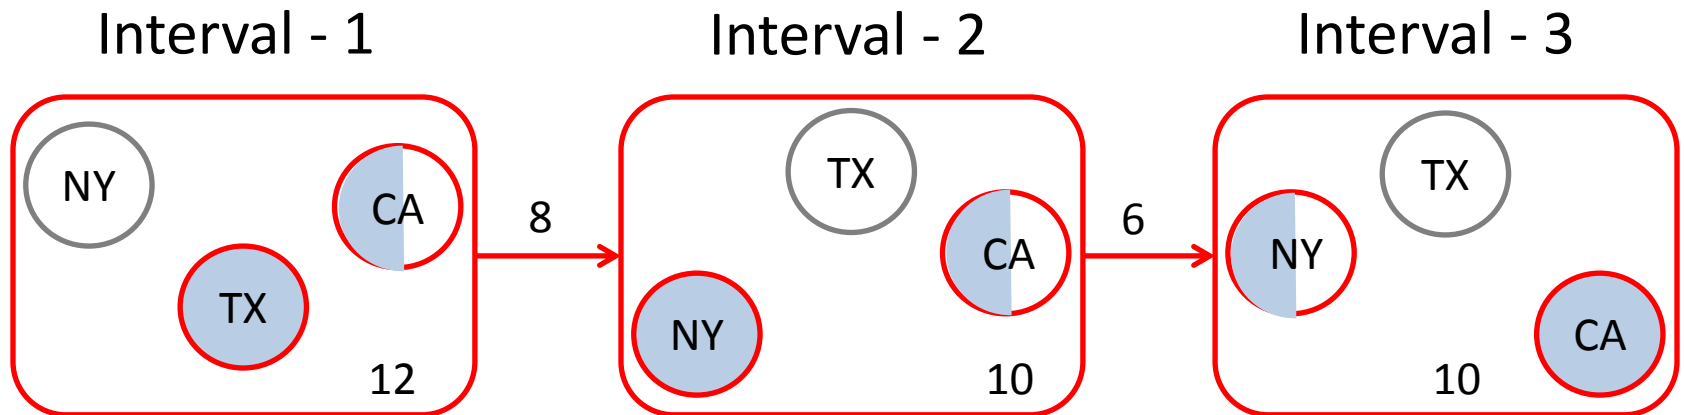 Interval - 1
Interval - 2
Interval - 3
NY
CA
TX
12
8
TX
CA
NY
10
6
TX
NY
CA
10